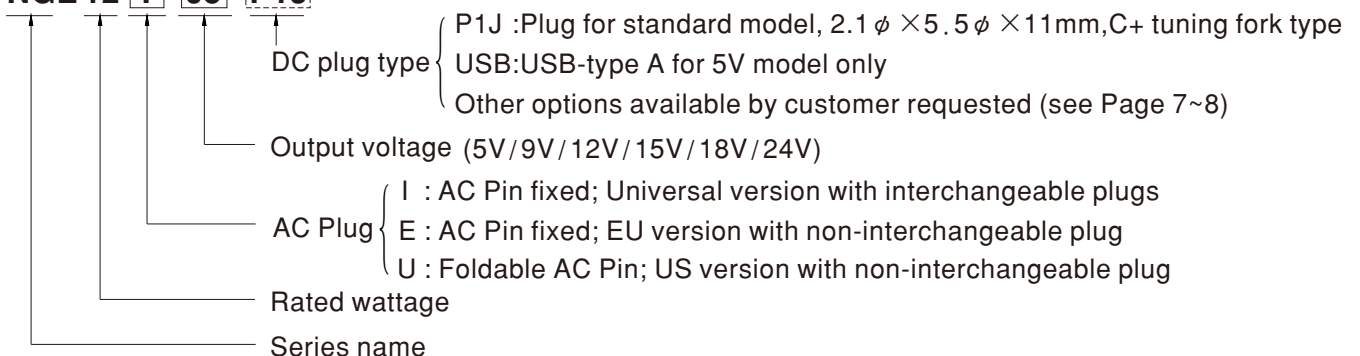 P1J :Plug for standard model, 2.1φ×5.5φ×11mm,C+ tuning fork type
DC plug type USB:USB-type A for 5V model only
Other options available by customer requested (see Page 7~8)
Output voltage (5V/9V/12V/15V/18V/24V)
I : AC Pin fixed; Universal version with interchangeable plugs
AC Plug E : AC Pin fixed; EU version with non-interchangeable plug
U : Foldable AC Pin; US version with non-interchangeable plug
Rated wattage
Series name